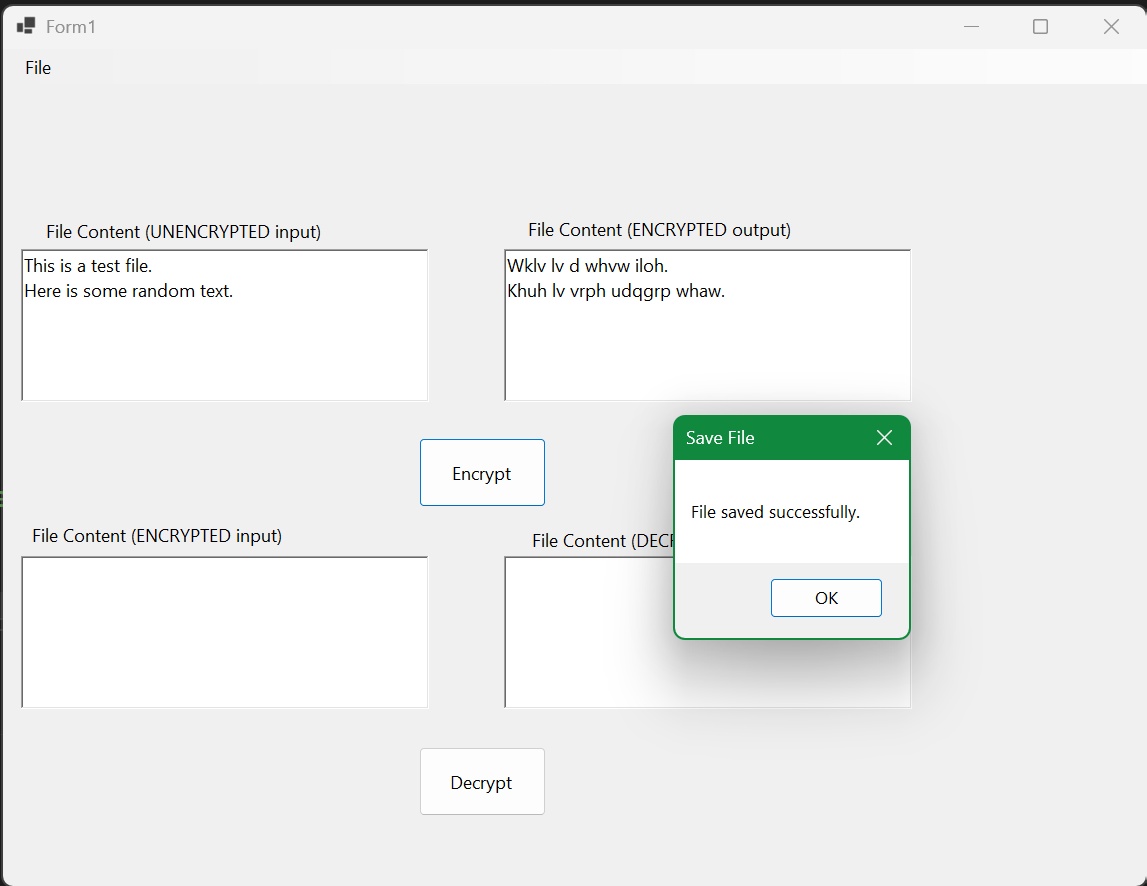 Form1
File
File Content (UNENCRYPTED input)
File Content (ENCRYPTED output)
This is a test file.
Here is some random text.
Wklv lv d whvw iloh.
Khuh lv vrph udqgrp whaw.
Encrypt
Save File
File saved successfully.
OK
File Content (ENCRYPTED input)
File Content
Decrypt